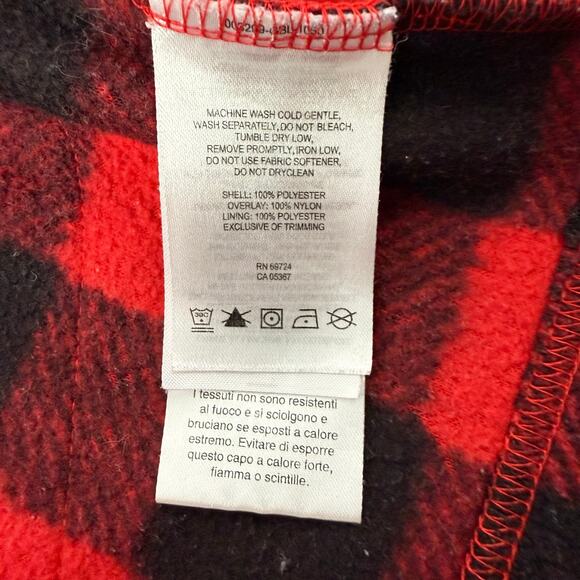 MACHINE WASH COLD GENTLE,
WASH SEPARATELY, DO NOT BLEACH,
TUMBLE DRY LOW,
REMOVE PROMPTLY, IRON LOW,
DO NOT USE FABRIC SOFTENER,
DO NOT DRYCLEAN
SHELL: 100% POLYESTER
OVERLAY: 100% NYLON
LINING: 100% POLYESTER
EXCLUSIVE OF TRIMMING
RN 69724
CA 05367
30C
I tessuti non sono resistenti
al fuoco e si sciolgono e
bruciano se esposti a calore
estremo. Evitare di esporre
questo capo a calore forte,
fiamma o scintille.